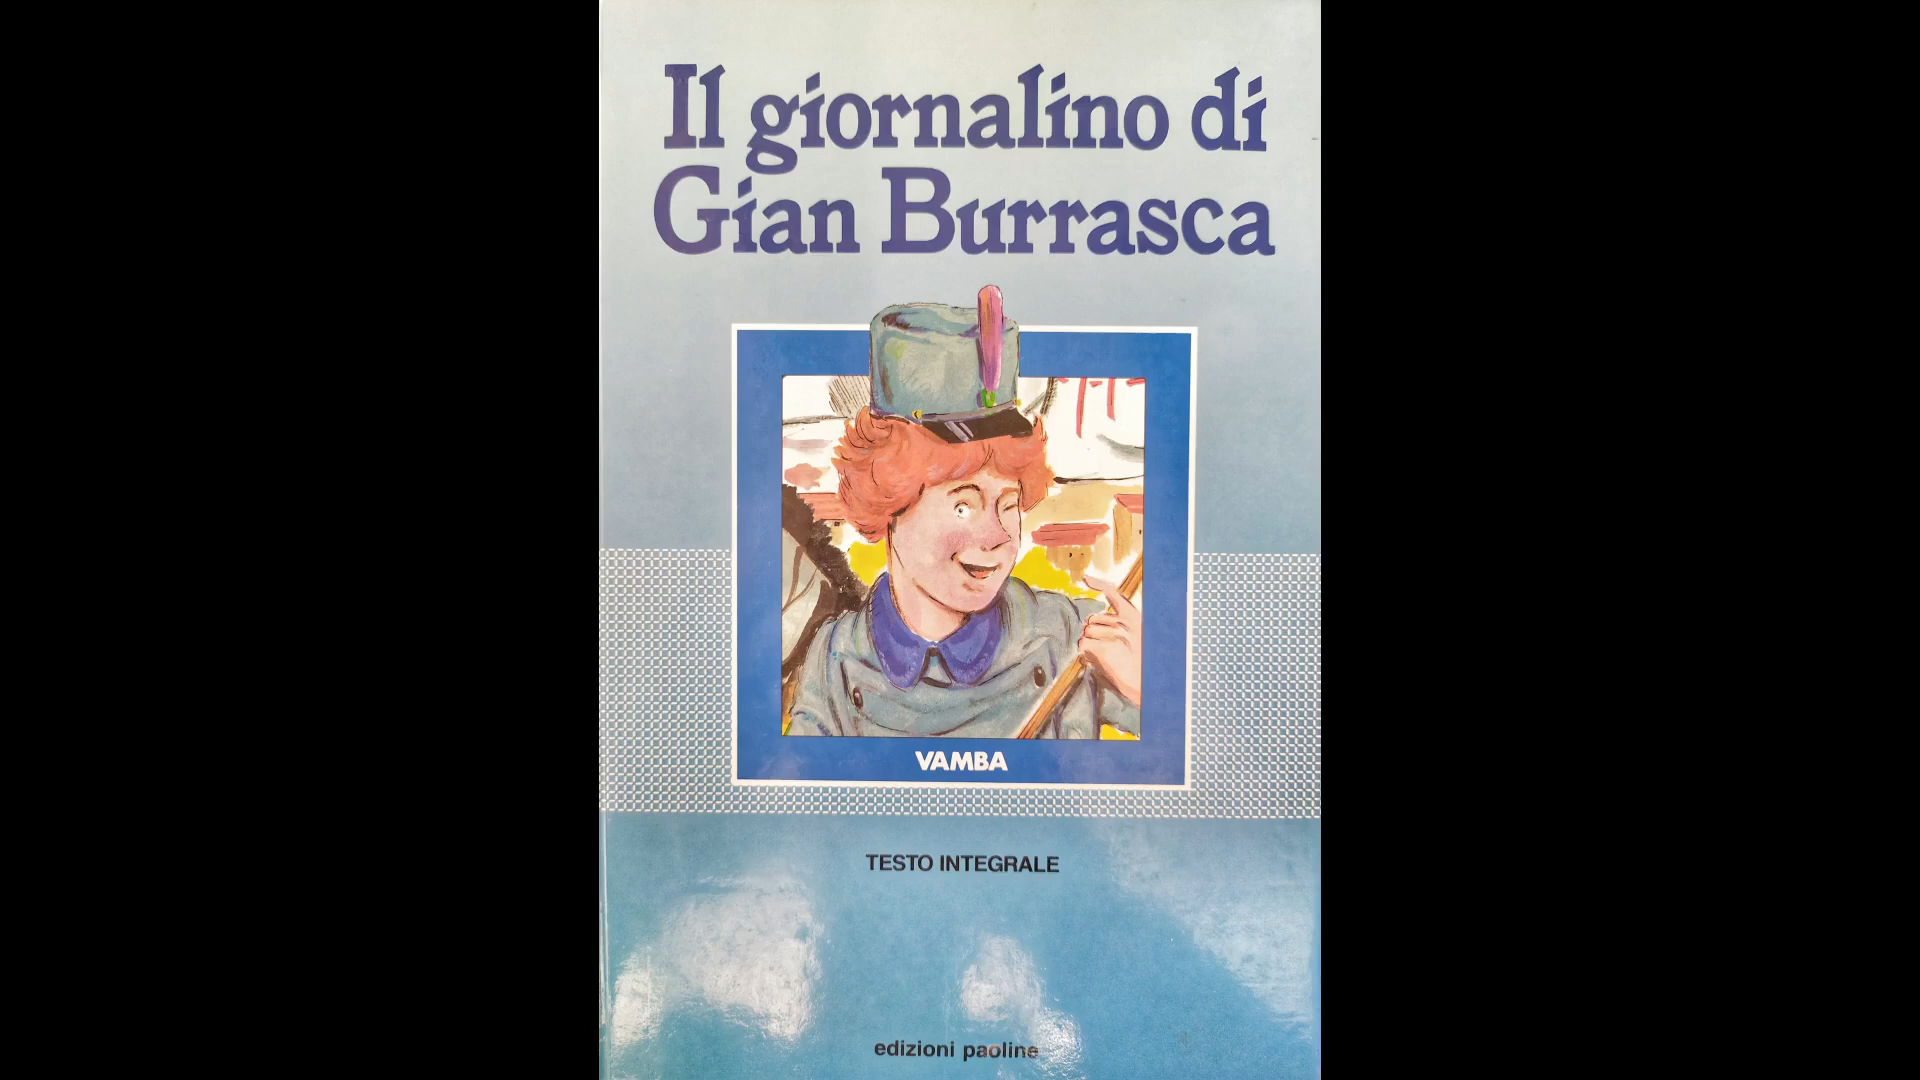 Il giornalino di
Gian Burrasca
VAMBA
TESTO INTEGRALE
edizioni paoline